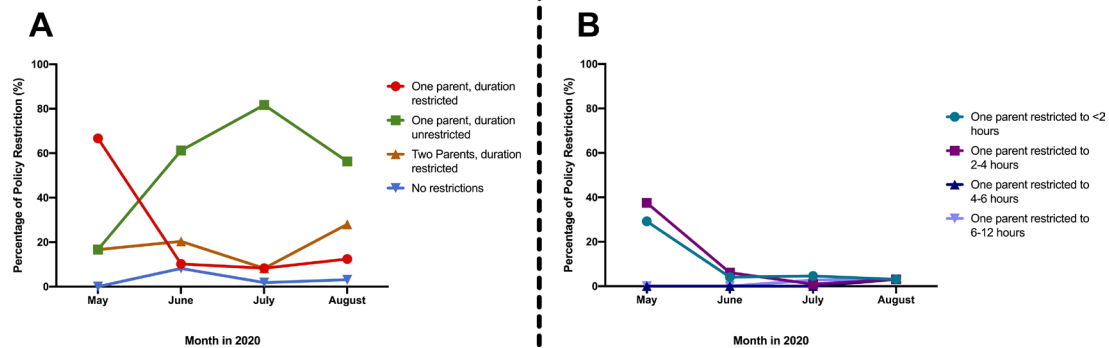 A
Percentage of Policy Restriction (%)
100
80
60
40
20
0
May
June
July
August
Month in 2020
One parent, duration
restricted
One parent, duration
unrestricted
Two Parents, duration
restricted
No restrictions
B
Percentage of Policy Restriction (%)
100
80
60
40
20
0
May
June
July
August
Month in 2020
One parent restricted to <2
hours
One parent restricted to
2-4 hours
One parent restricted to
4-6 hours
One parent restricted to
6-12 hours